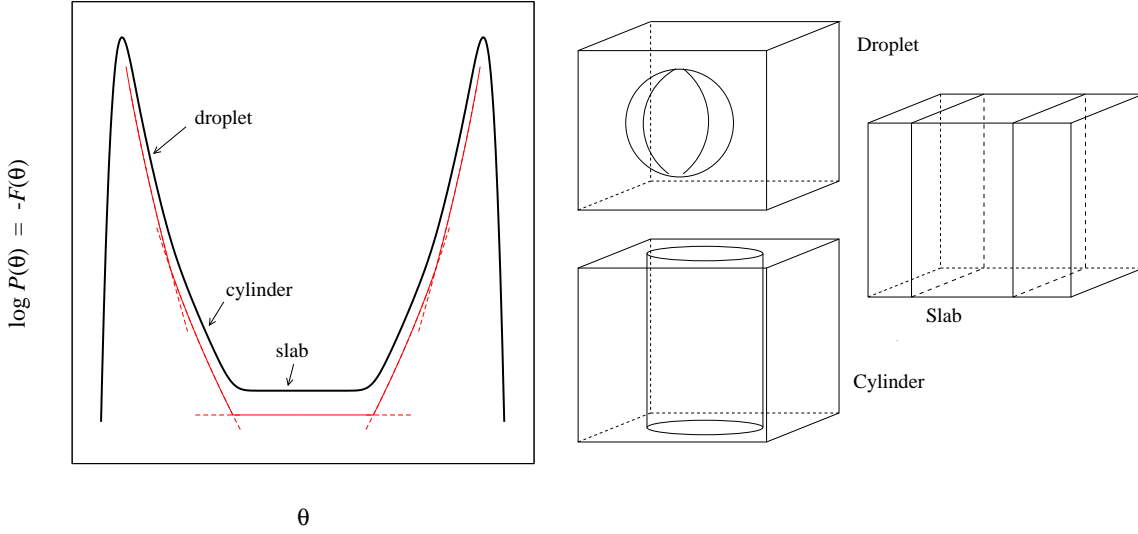 log P(θ) = -F(θ)
droplet
cylinder
slab
θ
Droplet
Slab
Cylinder